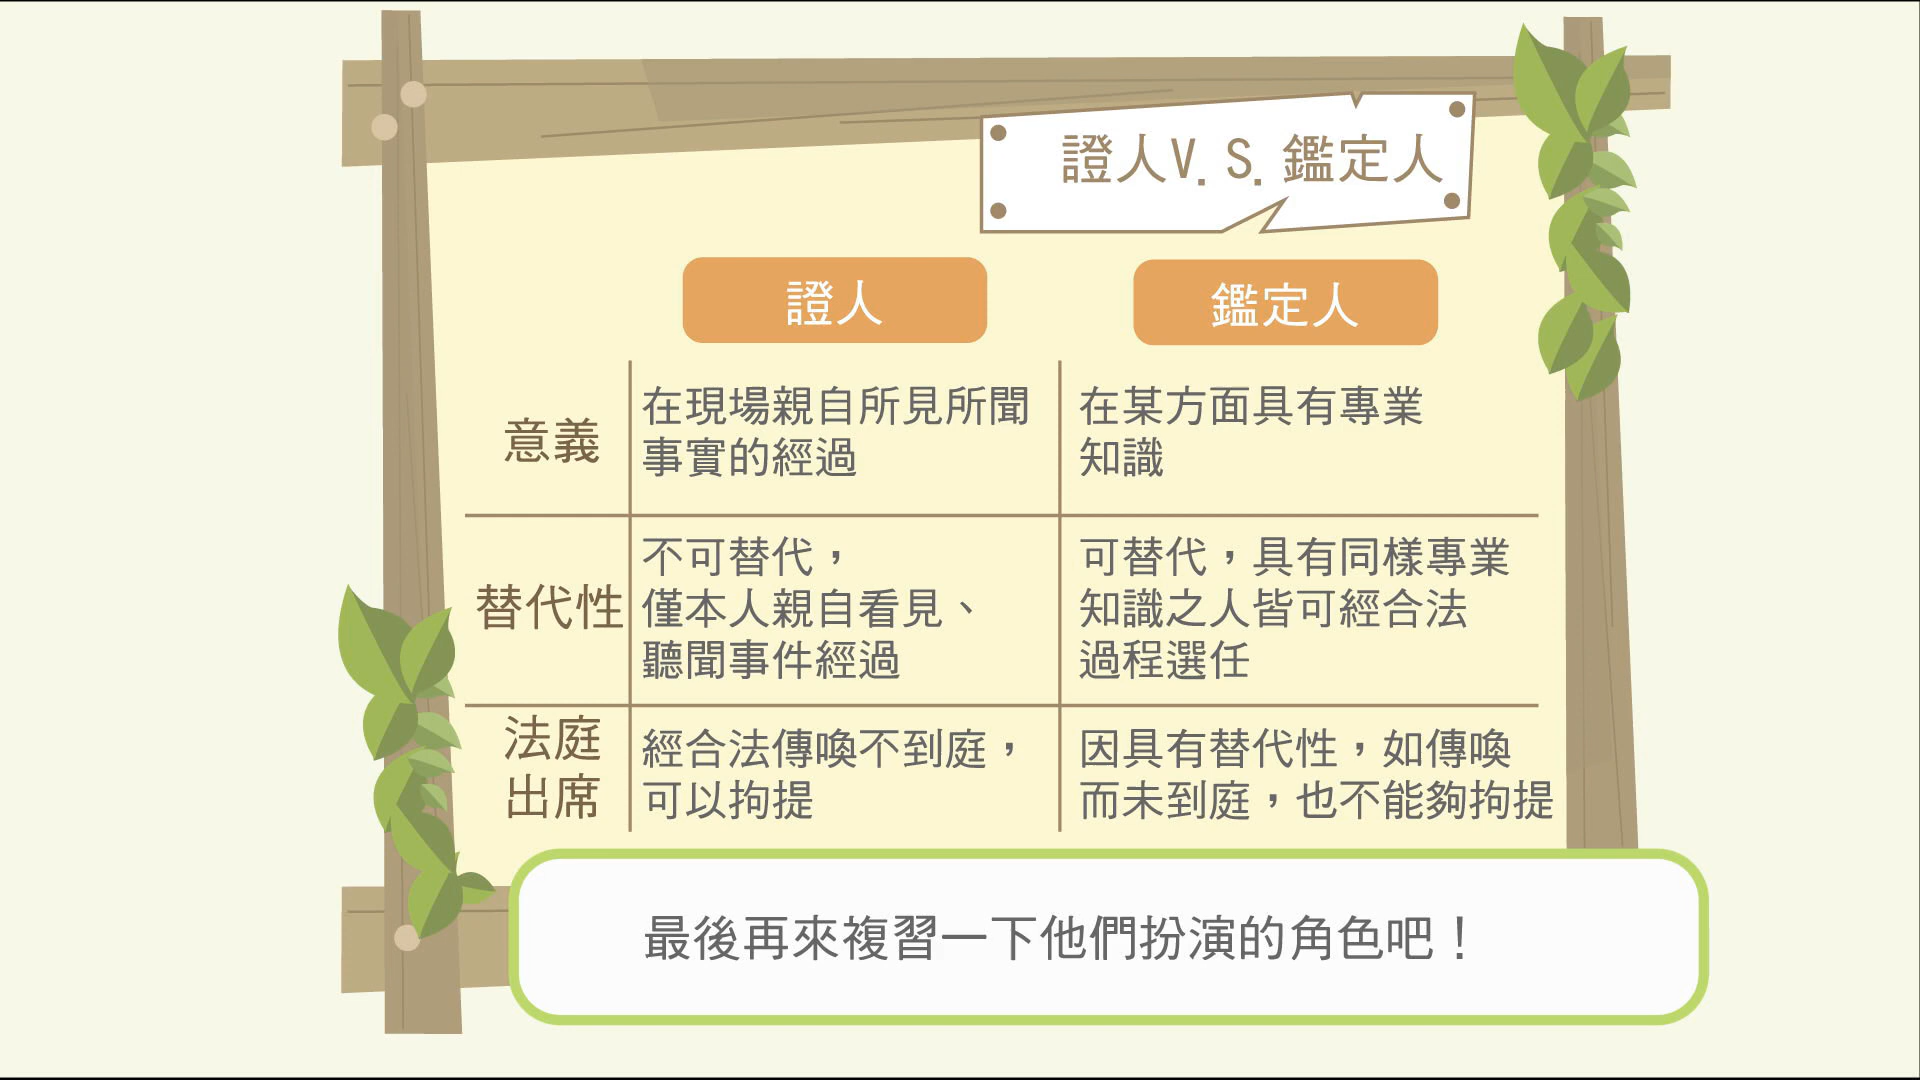 證人V.S.鑑定人
證人
鑑定人
意義
在現場親自所見所聞
事實的經過
在某方面具有專業
知識
替代性
不可替代，
僅本人親自看見、
聽聞事件經過
可替代，具有同樣專業
知識之人皆可經合法
過程選任
法庭
出席
經合法傳喚不到庭，
可以拘提
因具有替代性，如傳喚
而未到庭，也不能夠拘提
最後再來複習一下他們扮演的角色吧！